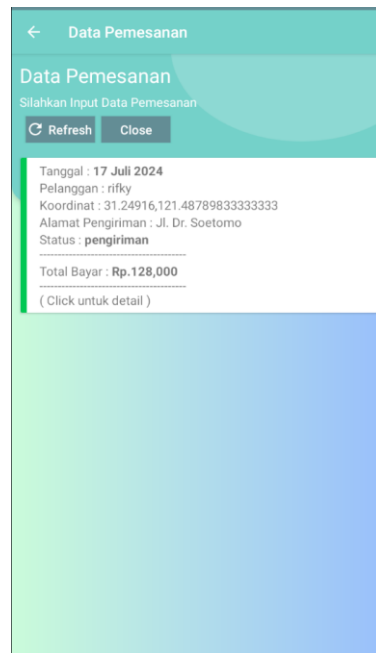 Data Pemesanan
Data Pemesanan
Silahkan Input Data Pemesanan
Refresh Close
Tanggal : 17 Juli 2024
Pelanggan : rifky
Koordinat : 31.24916,121.48789833333333
Alamat Pengiriman : Jl. Dr. Soetomo
Status : pengiriman
--------------------------------------
Total Bayar : Rp.128,000
--------------------------------------
( Click untuk detail )